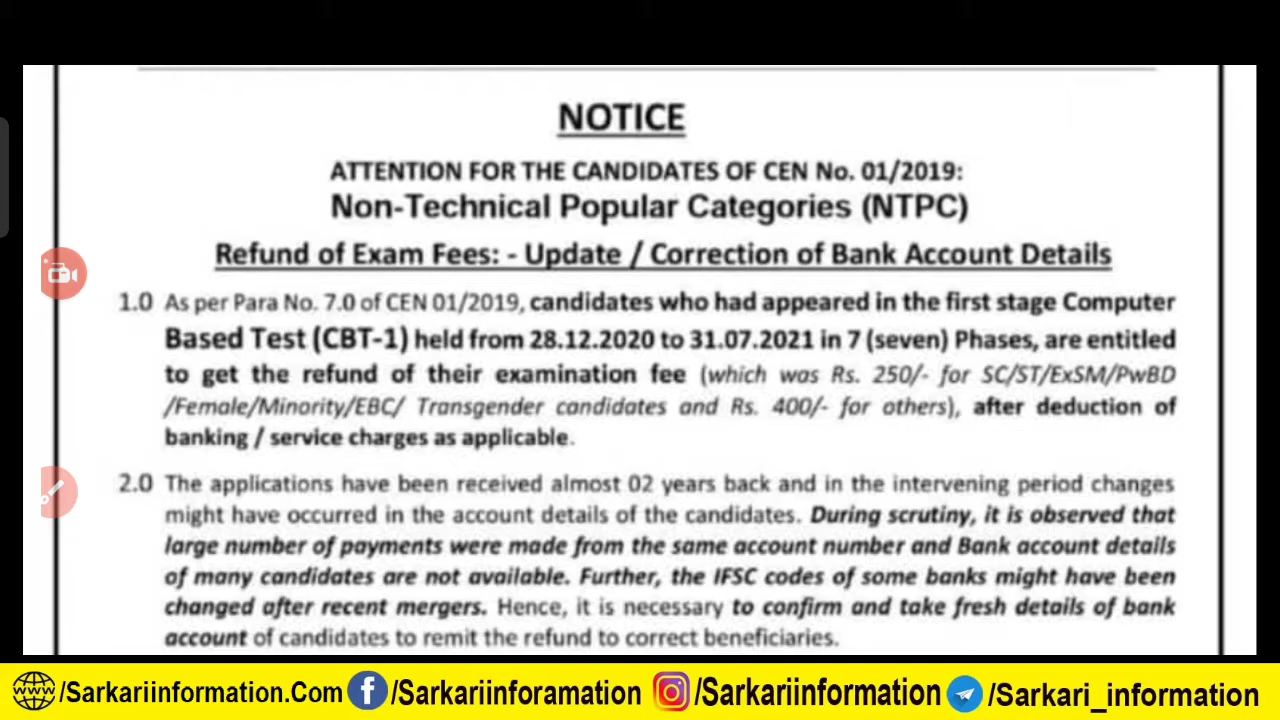 NOTICE
ATTENTION FOR THE CANDIDATES OF CEN No. 01/2019:
Non-Technical Popular Categories (NTPC)
Refund of Exam Fees: - Update / Correction of Bank Account Details
1.0 As per Para No. 7.0 of CEN 01/2019, candidates who had appeared in the first stage Computer
Based Test (CBT-1) held from 28.12.2020 to 31.07.2021 in 7 (seven) Phases, are entitled
to get the refund of their examination fee (which was Rs. 250/- for SC/ST/ExSM/PwBD
/Female/Minority/EBC/ Transgender candidates and Rs. 400/- for others), after deduction of
banking / service charges as applicable.
2.0 The applications have been received almost 02 years back and in the intervening period changes
might have occurred in the account details of the candidates. During scrutiny, it is observed that
large number of payments were made from the same account number and Bank account details
of many candidates are not available. Further, the IFSC codes of some banks might have been
changed after recent mergers. Hence, it is necessary to confirm and take fresh details of bank
account of candidates to remit the refund to correct beneficiaries.
www /Sarkariinformation.Com f /Sarkariinforamation /Sarkariinformation /Sarkari_information